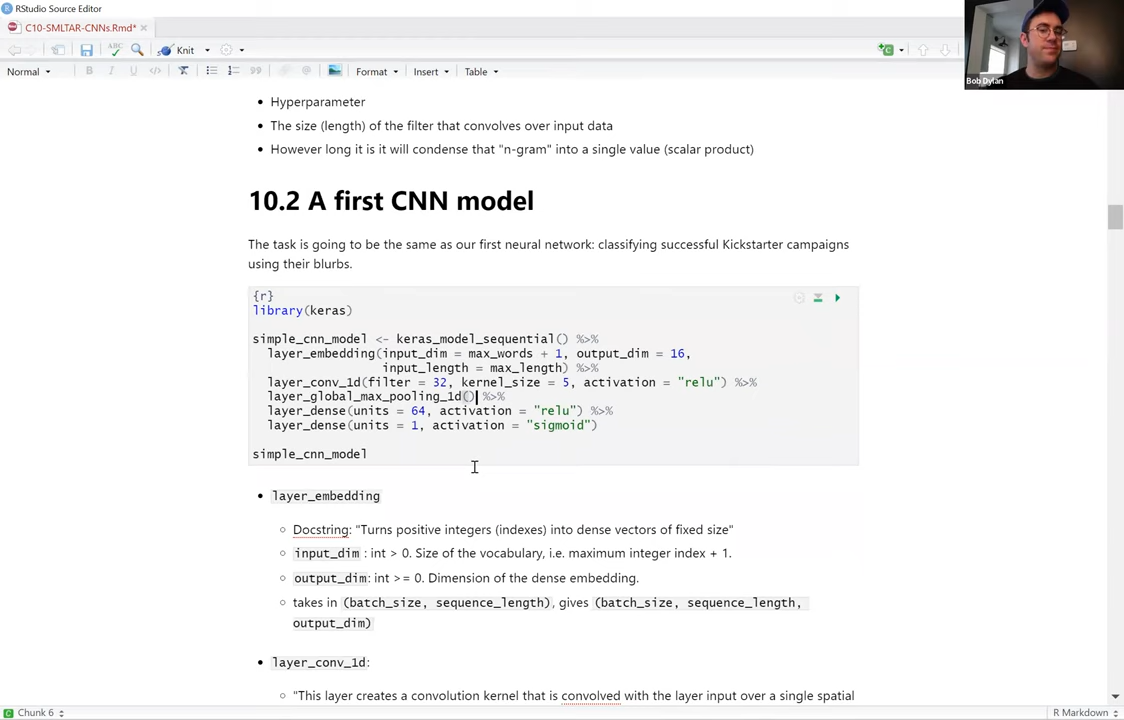 RStudio Source Editor
C10-SMLTAR-CNNs.Rmd*
ABC
Knit
Normal
B I U </>
Format
Insert
Table
Bob Dylan
• Hyperparameter
• The size (length) of the filter that convolves over input data
• However long it is it will condense that "n-gram" into a single value (scalar product)
10.2 A first CNN model
The task is going to be the same as our first neural network: classifying successful Kickstarter campaigns
using their blurbs.
{r}
library(keras)
simple_cnn_model <- keras_model_sequential() %>%
layer_embedding(input_dim = max_words + 1, output_dim = 16,
input_length = max_length) %>%
layer_conv_1d(filter = 32, kernel_size = 5, activation = "relu") %>%
layer_global_max_pooling_1d() %>%
layer_dense(units = 64, activation = "relu") %>%
layer_dense(units = 1, activation = "sigmoid")
simple_cnn_model
• layer_embedding
◦ Docstring: "Turns positive integers (indexes) into dense vectors of fixed size"
◦ input_dim : int > 0. Size of the vocabulary, i.e. maximum integer index + 1.
◦ output_dim: int >= 0. Dimension of the dense embedding.
◦ takes in (batch_size, sequence_length), gives (batch_size, sequence_length,
output_dim)
• layer_conv_1d:
◦ "This layer creates a convolution kernel that is convolved with the layer input over a single spatial
Chunk 6
R Markdown